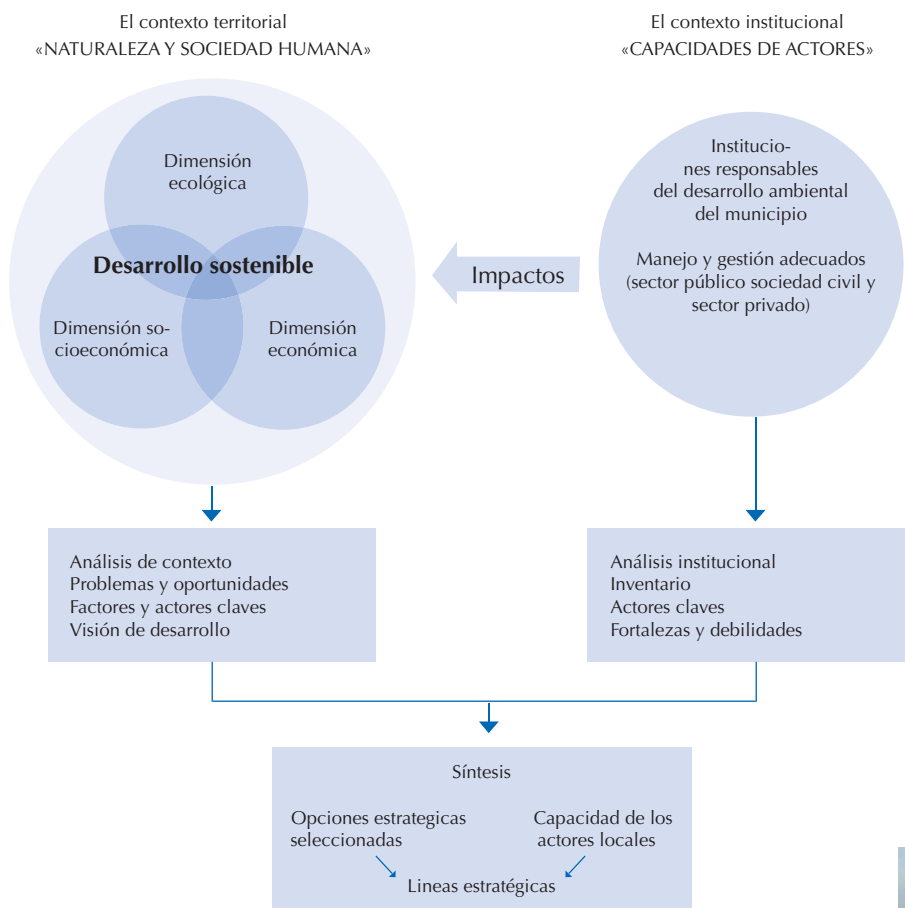 El contexto territorial
«NATURALEZA Y SOCIEDAD HUMANA»
El contexto institucional
«CAPACIDADES DE ACTORES»
Dimensión
ecológica
Desarrollo sostenible
Dimensión so-
cioeconómica
Dimensión
económica
Impactos
Institucio-
nes responsables
del desarrollo ambiental
del municipio
Manejo y gestión adecuados
(sector público sociedad civil y
sector privado)
Análisis de contexto
Problemas y oportunidades
Factores y actores claves
Visión de desarrollo
Análisis institucional
Inventario
Actores claves
Fortalezas y debilidades
Síntesis
Opciones estrategicas
seleccionadas
Capacidad de los
actores locales
Lineas estratégicas